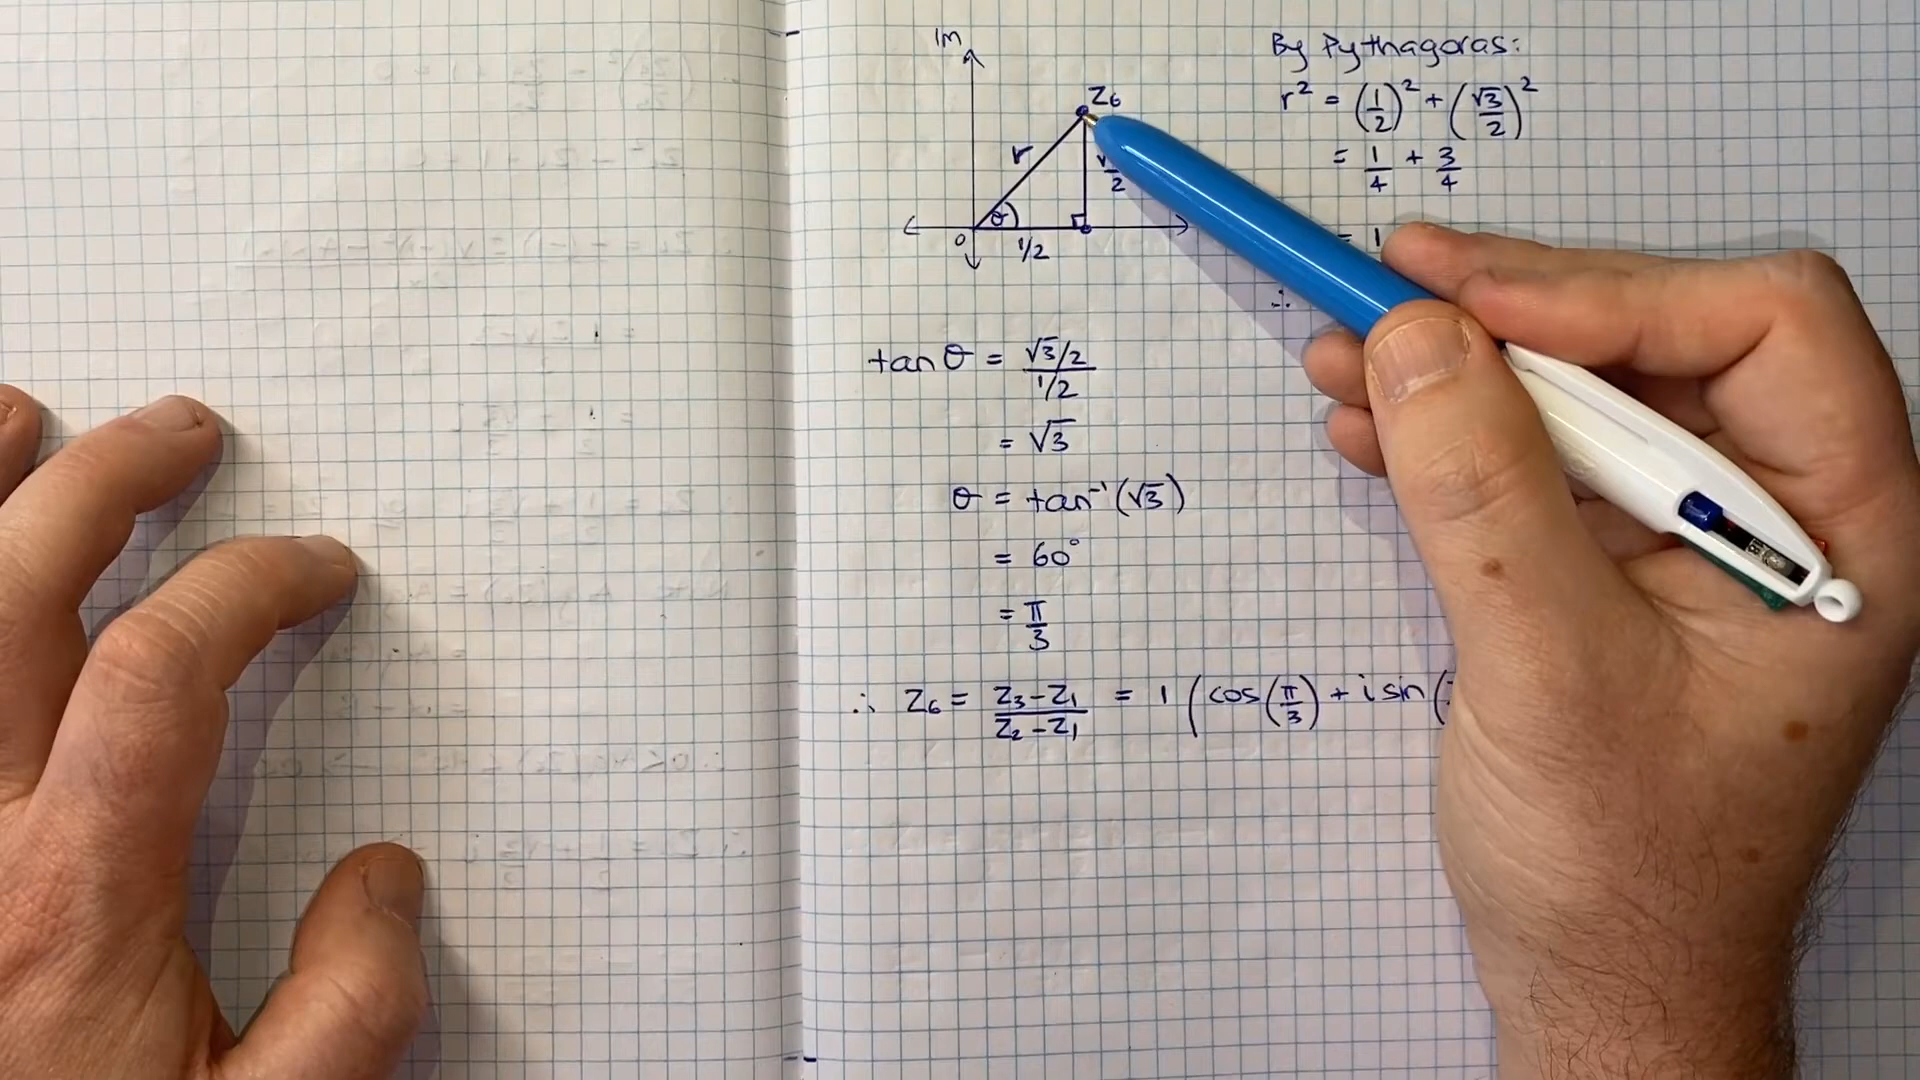 Im
Z6
r
√
2
θ
0
1/2
By Pythagoras:
r² = (1/2)² + (√3/2)²
= 1/4 + 3/4
= 1
∴
tan θ = (√3/2)/(1/2)
= √3
θ = tan⁻¹(√3)
= 60°
= π/3
∴ Z6 = (Z3-Z1)/(Z2-Z1) = 1 (cos(π/3) + i sin(